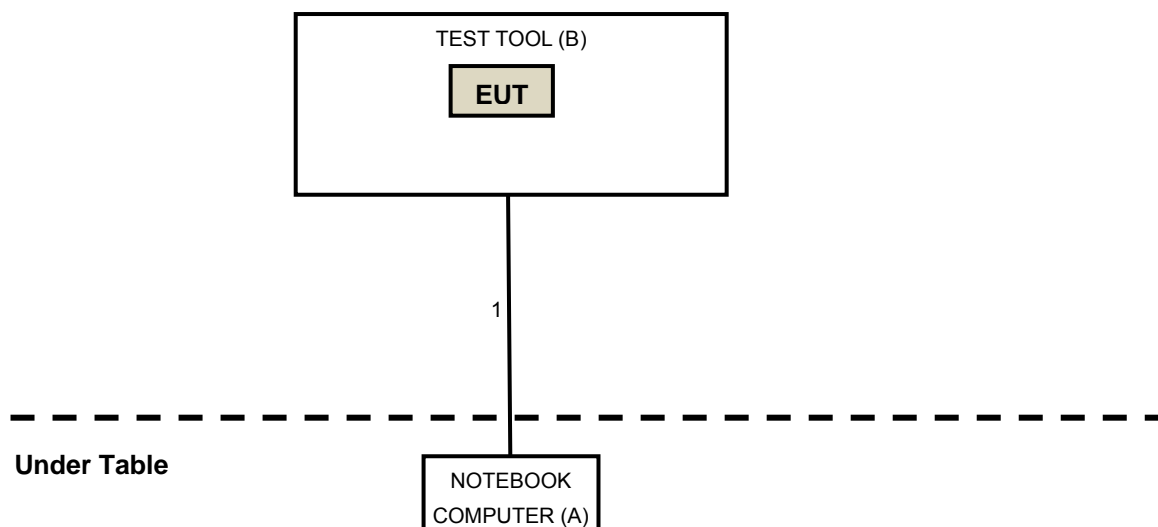 TEST TOOL (B)
EUT
1
Under Table
NOTEBOOK
COMPUTER (A)